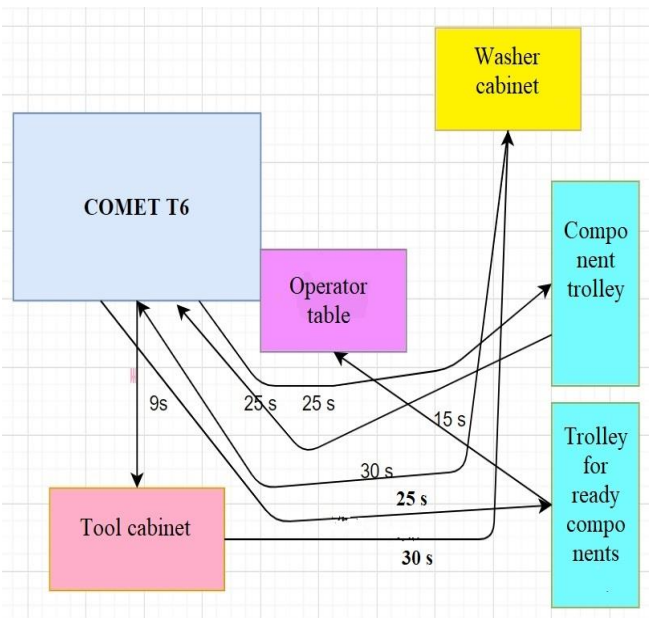 Washer
cabinet
COMET T6
Compo
nent
trolley
Operator
table
9s
25 s
25 s
15 s
30 s
25 s
Trolley
for
ready
compo
nents
Tool cabinet
30 s